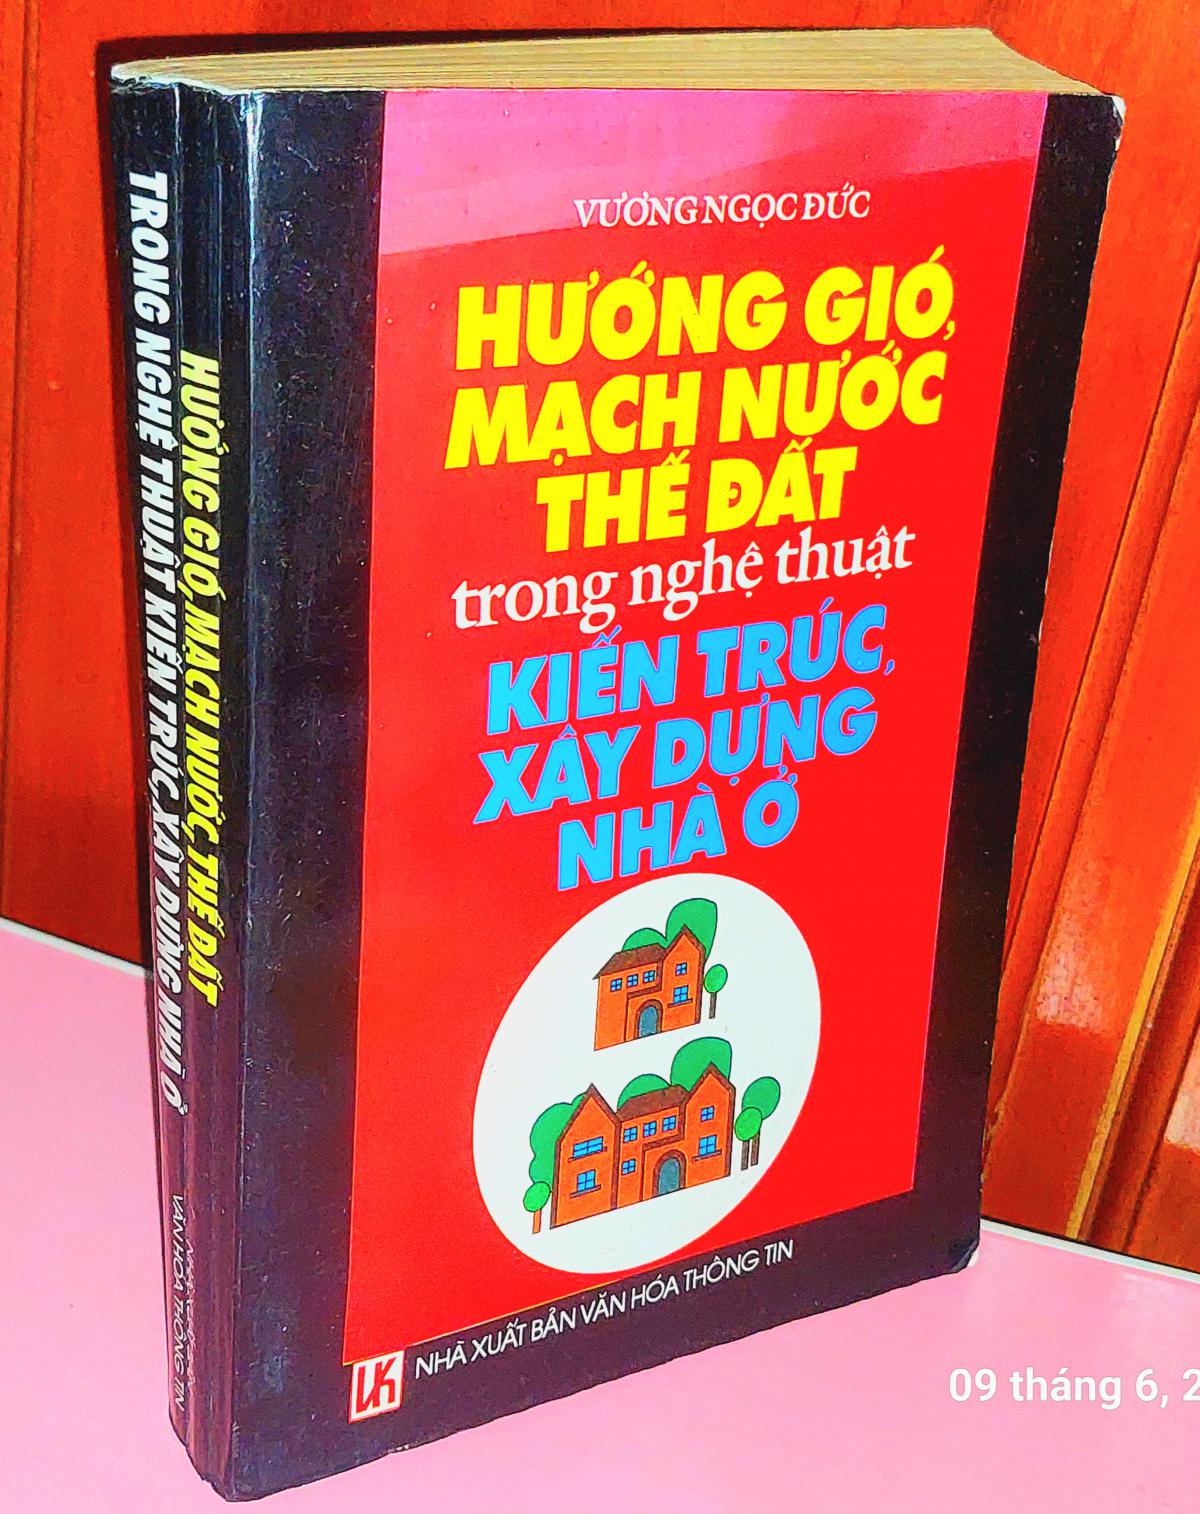 VƯƠNG NGỌC ĐỨC
HƯỚNG GIÓ,
MẠCH NƯỚC
THẾ ĐẤT
trong nghệ thuật
KIẾN TRÚC,
XÂY DỰNG
NHÀ Ở
VK NHÀ XUẤT BẢN VĂN HÓA THÔNG TIN
HƯỚNG GIÓ, MẠCH NƯỚC, THẾ ĐẤT
TRONG NGHỆ THUẬT KIẾN TRÚC, XÂY DỰNG NHÀ Ở
VĂN HÓA THÔNG TIN
09 tháng 6, 2